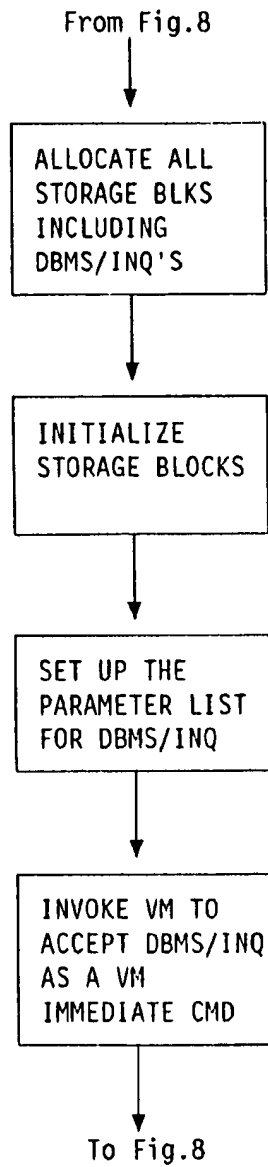 From Fig.8
ALLOCATE ALL
STORAGE BLKS
INCLUDING
DBMS/INQ'S
INITIALIZE
STORAGE BLOCKS
SET UP THE
PARAMETER LIST
FOR DBMS/INQ
INVOKE VM TO
ACCEPT DBMS/INQ
AS A VM
IMMEDIATE CMD
To Fig.8